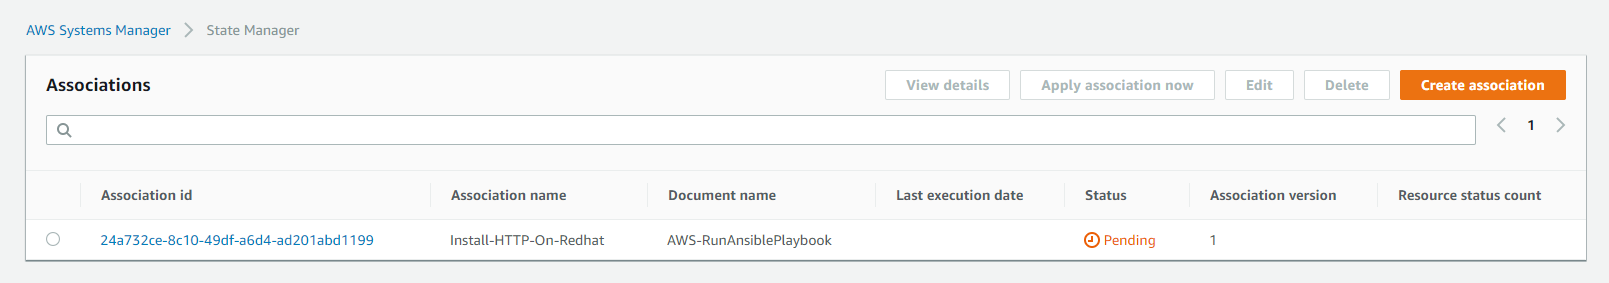 AWS Systems Manager > State Manager
Associations
View details
Apply association now
Edit
Delete
Create association
1
Association id
Association name
Document name
Last execution date
Status
Association version
Resource status count
24a732ce-8c10-49df-a6d4-ad201abd1199
Install-HTTP-On-Redhat
AWS-RunAnsiblePlaybook
Pending
1